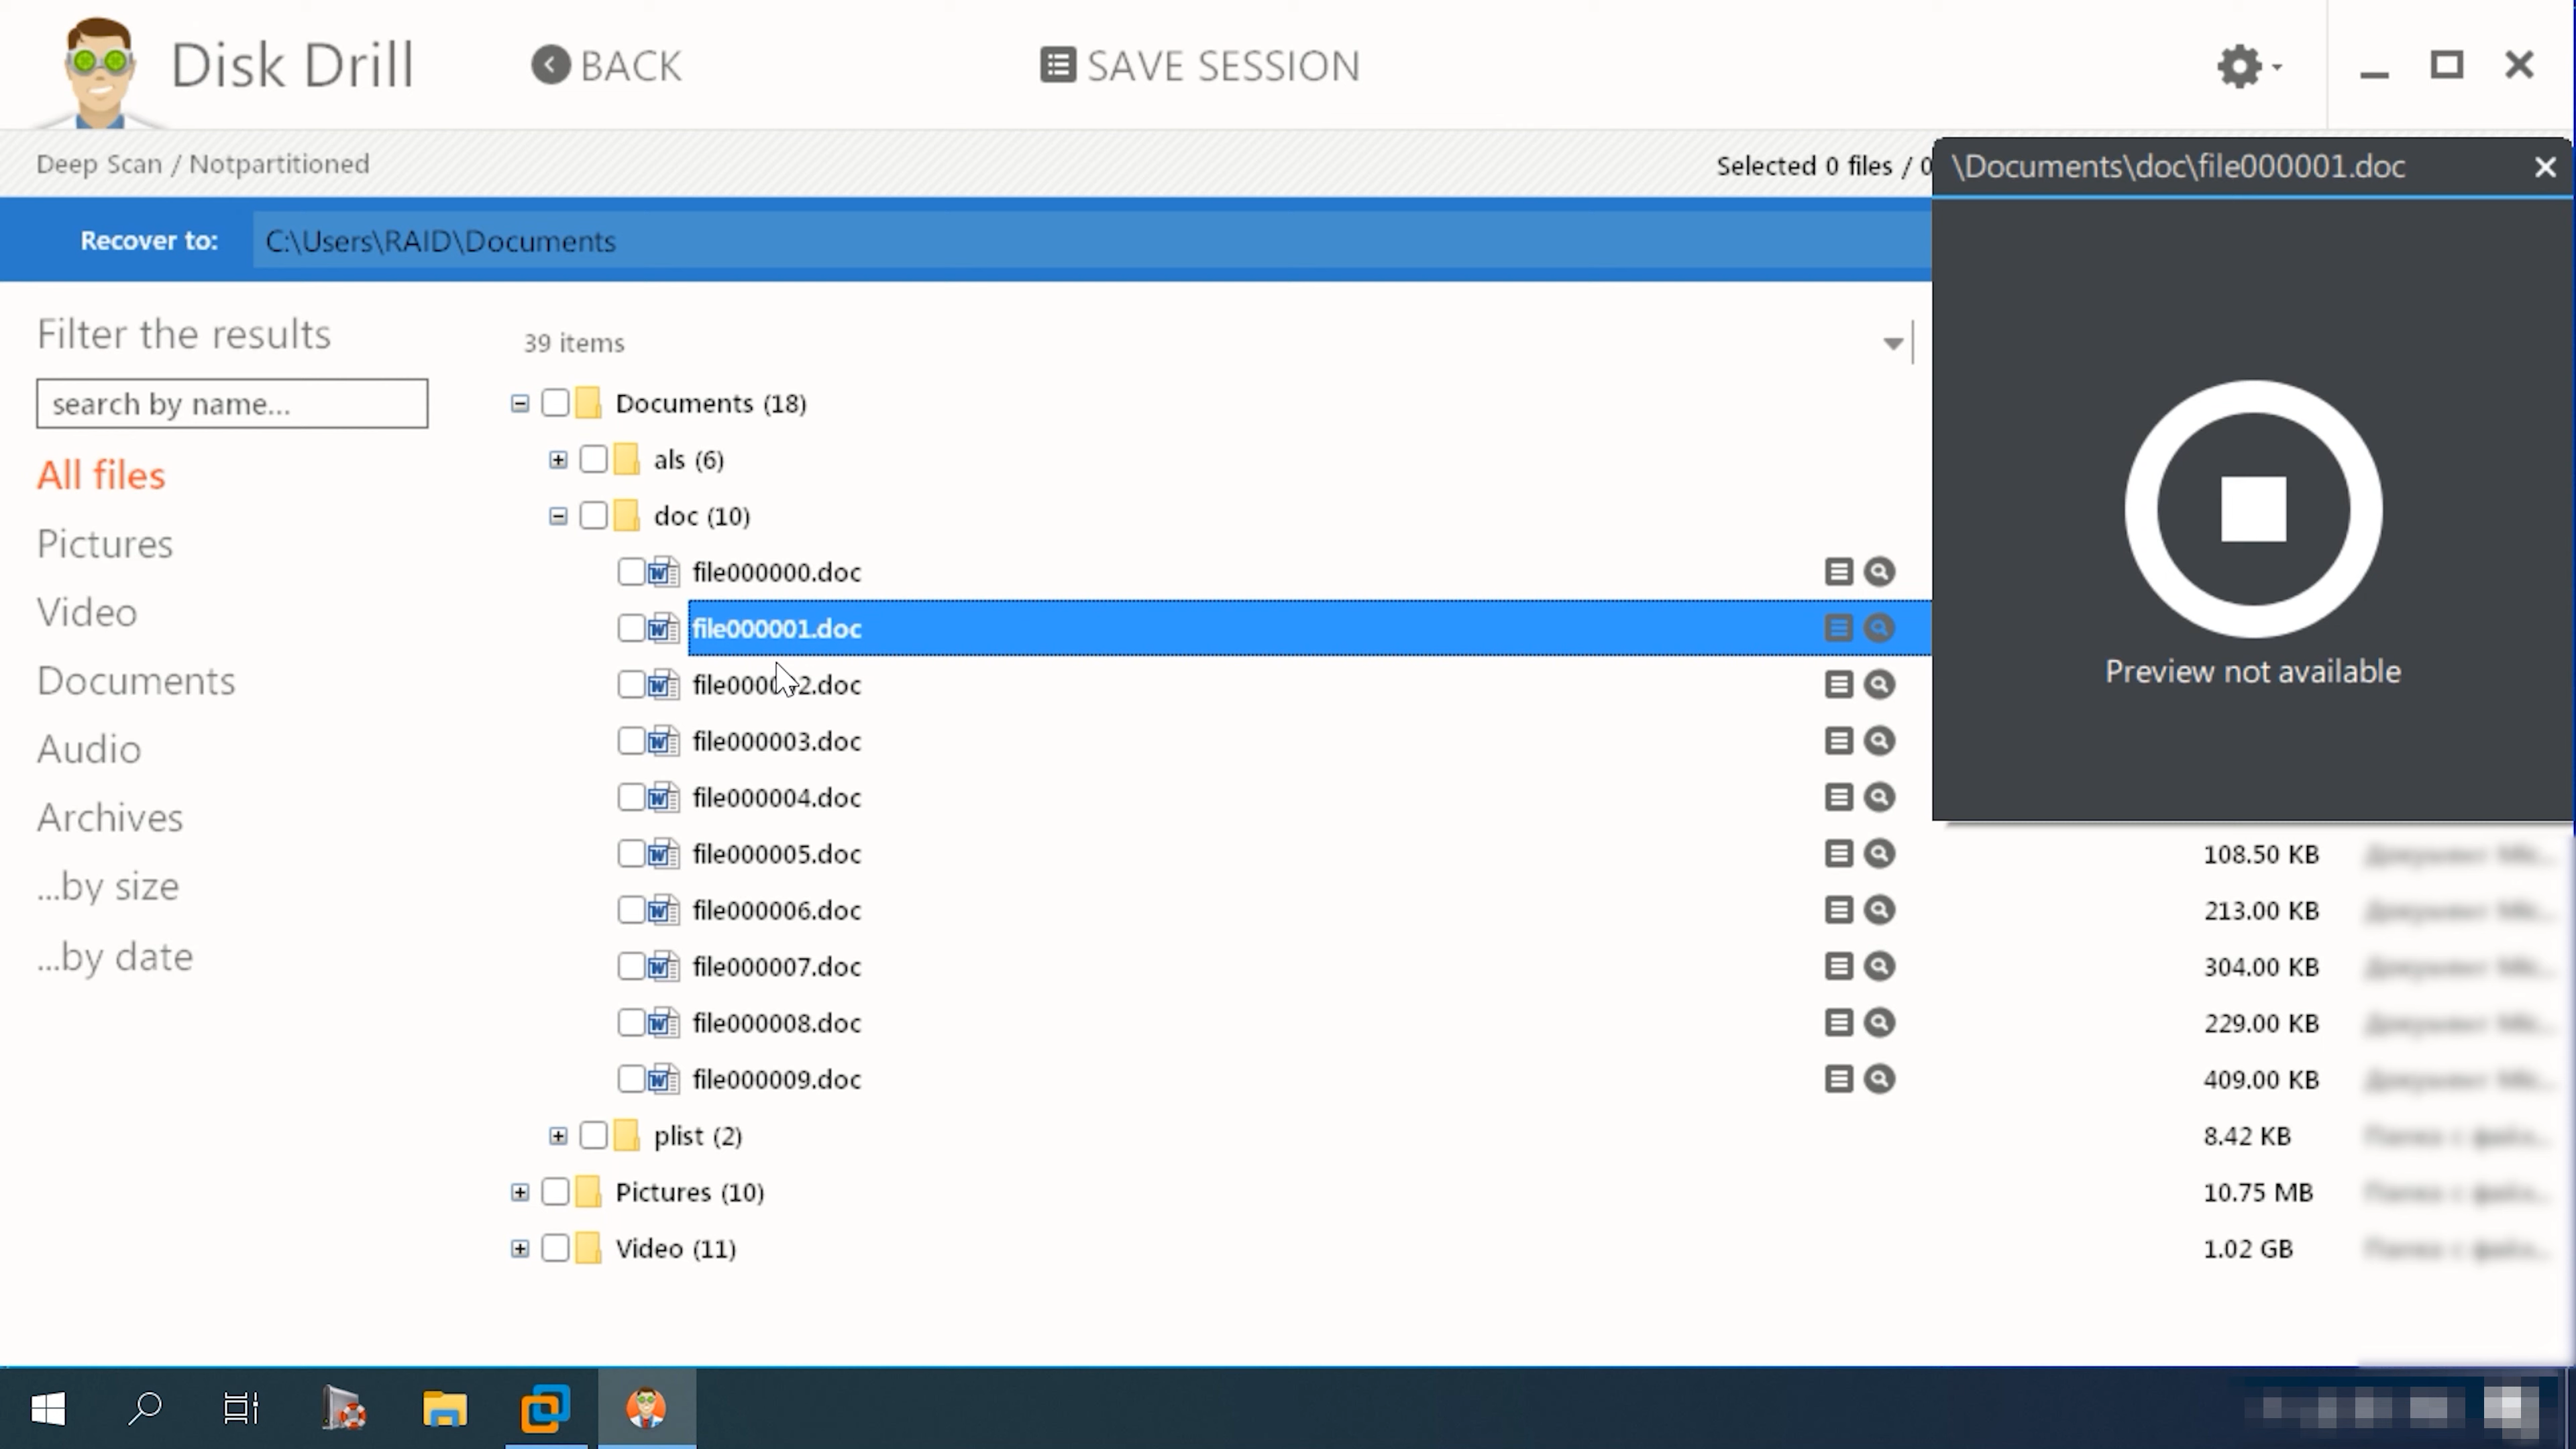 Disk Drill
BACK
SAVE SESSION
Deep Scan / Notpartitioned
Selected 0 files / 0
\Documents\doc\file000001.doc
Recover to:
C:\Users\RAID\Documents
Preview not available
Filter the results
search by name...
All files
Pictures
Video
Documents
Audio
Archives
...by size
...by date
39 items
Documents (18)
als (6)
doc (10)
file000000.doc
file000001.doc
file000002.doc
file000003.doc
file000004.doc
file000005.doc 108.50 KB
file000006.doc 213.00 KB
file000007.doc 304.00 KB
file000008.doc 229.00 KB
file000009.doc 409.00 KB
plist (2) 8.42 KB
Pictures (10) 10.75 MB
Video (11) 1.02 GB